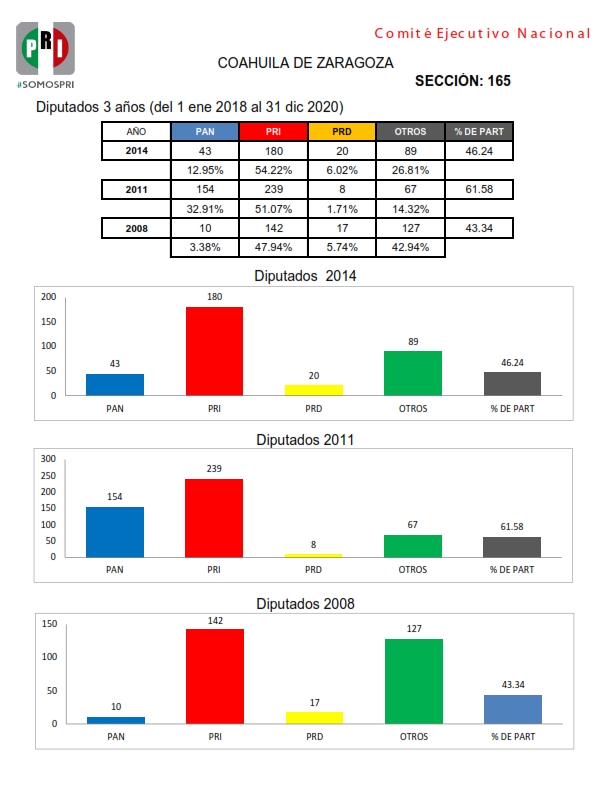 PRI
#SOMOSPRI
Comité Ejecutivo Nacional
COAHUILA DE ZARAGOZA
SECCIÓN: 165
Diputados 3 años (del 1 ene 2018 al 31 dic 2020)
AÑO PAN PRI PRD OTROS % DE PART
2014 43 180 20 89 46.24
12.95% 54.22% 6.02% 26.81%
2011 154 239 8 67 61.58
32.91% 51.07% 1.71% 14.32%
2008 10 142 17 127 43.34
3.38% 47.94% 5.74% 42.94%
Diputados 2014
200
150
100
50
0
43 180 20 89 46.24
PAN PRI PRD OTROS % DE PART
Diputados 2011
300
250
200
150
100
50
0
154 239 8 67 61.58
PAN PRI PRD OTROS % DE PART
Diputados 2008
150
100
50
0
10 142 17 127 43.34
PAN PRI PRD OTROS % DE PART